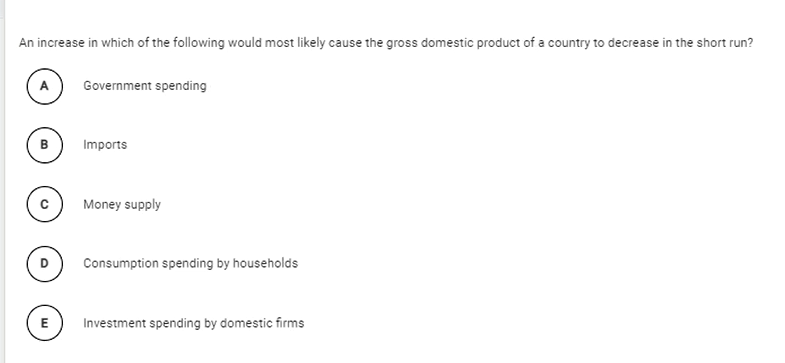 An increase in which of the following would most likely cause the gross domestic product of a country to decrease in the short run?
A Government spending
B Imports
C Money supply
D Consumption spending by households
E Investment spending by domestic firms